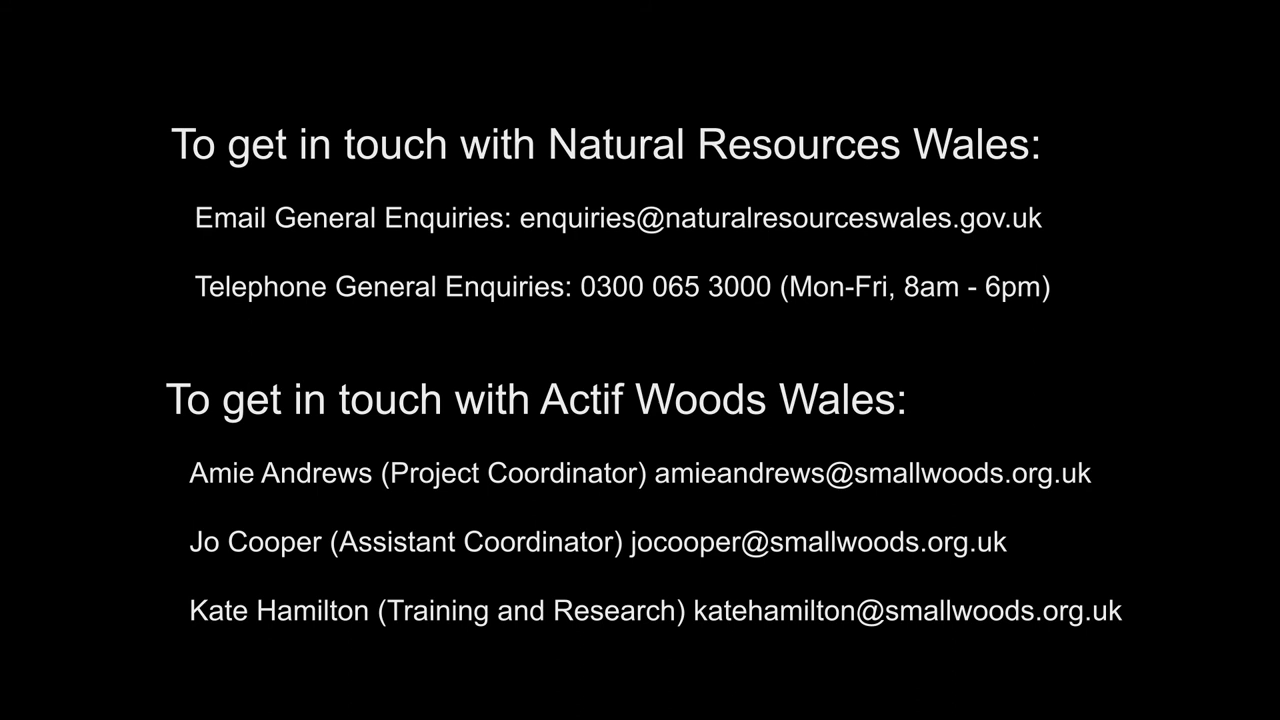 To get in touch with Natural Resources Wales:
Email General Enquiries: enquiries@naturalresourceswales.gov.uk
Telephone General Enquiries: 0300 065 3000 (Mon-Fri, 8am - 6pm)
To get in touch with Actif Woods Wales:
Amie Andrews (Project Coordinator) amieandrews@smallwoods.org.uk
Jo Cooper (Assistant Coordinator) jocooper@smallwoods.org.uk
Kate Hamilton (Training and Research) katehamilton@smallwoods.org.uk